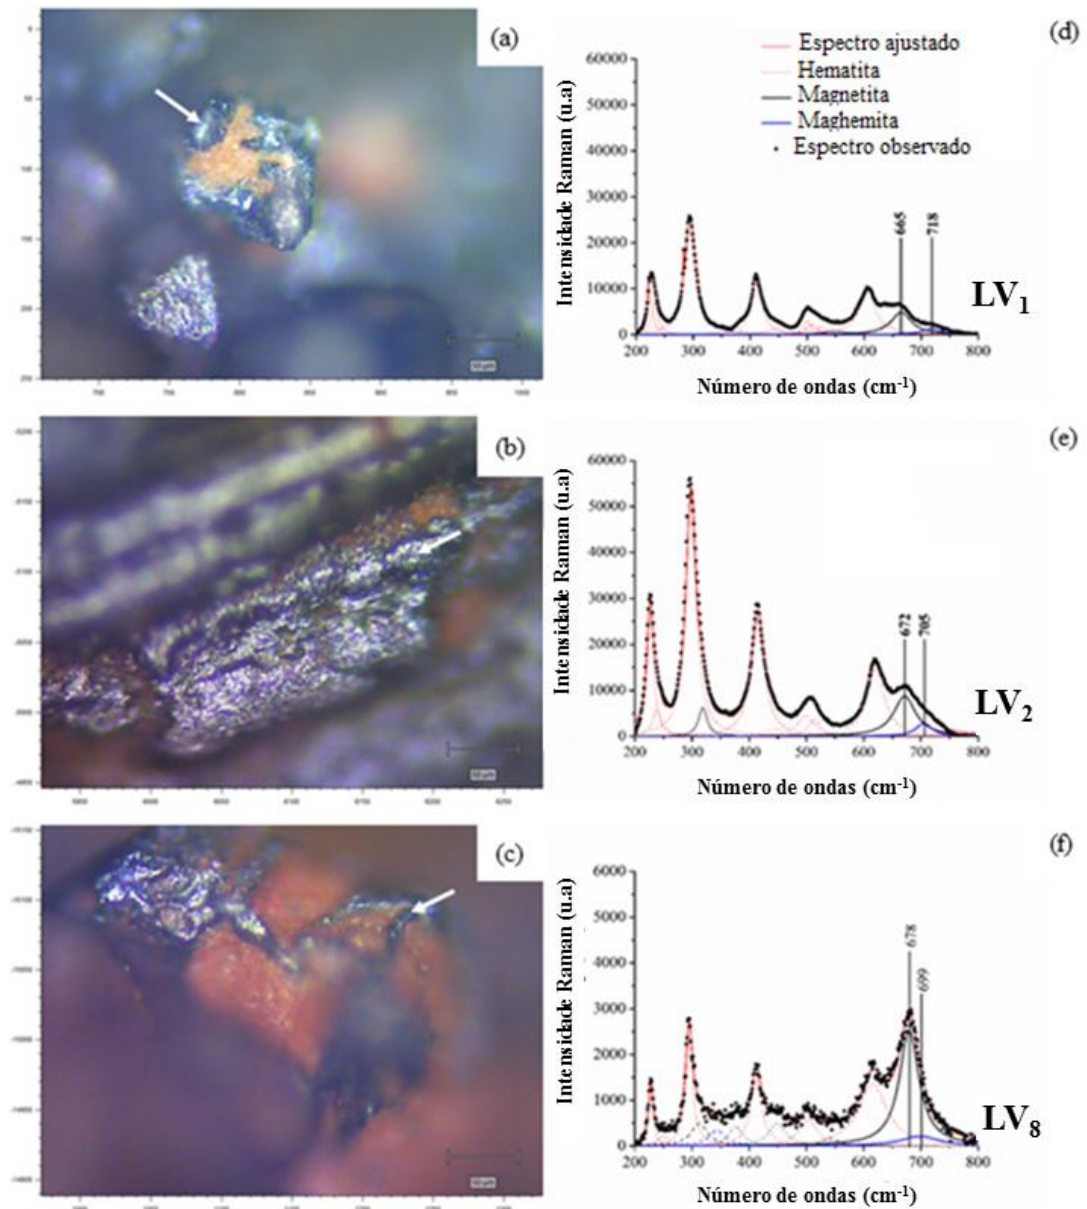 (a)
(d)
Espectro ajustado
Hematita
Magnetita
Maghemita
Espectro observado
Intensidade Raman (u.a)
60000
50000
40000
30000
20000
10000
0
665
718
LV1
200 300 400 500 600 700 800
Número de ondas (cm-1)
(b)
(e)
Intensidade Raman (u.a)
60000
50000
40000
30000
20000
10000
0
672
705
LV2
200 300 400 500 600 700 800
Número de ondas (cm-1)
(c)
(f)
Intensidade Raman (u.a)
6000
5000
4000
3000
2000
1000
0
678
699
LV8
200 300 400 500 600 700 800
Número de ondas (cm-1)